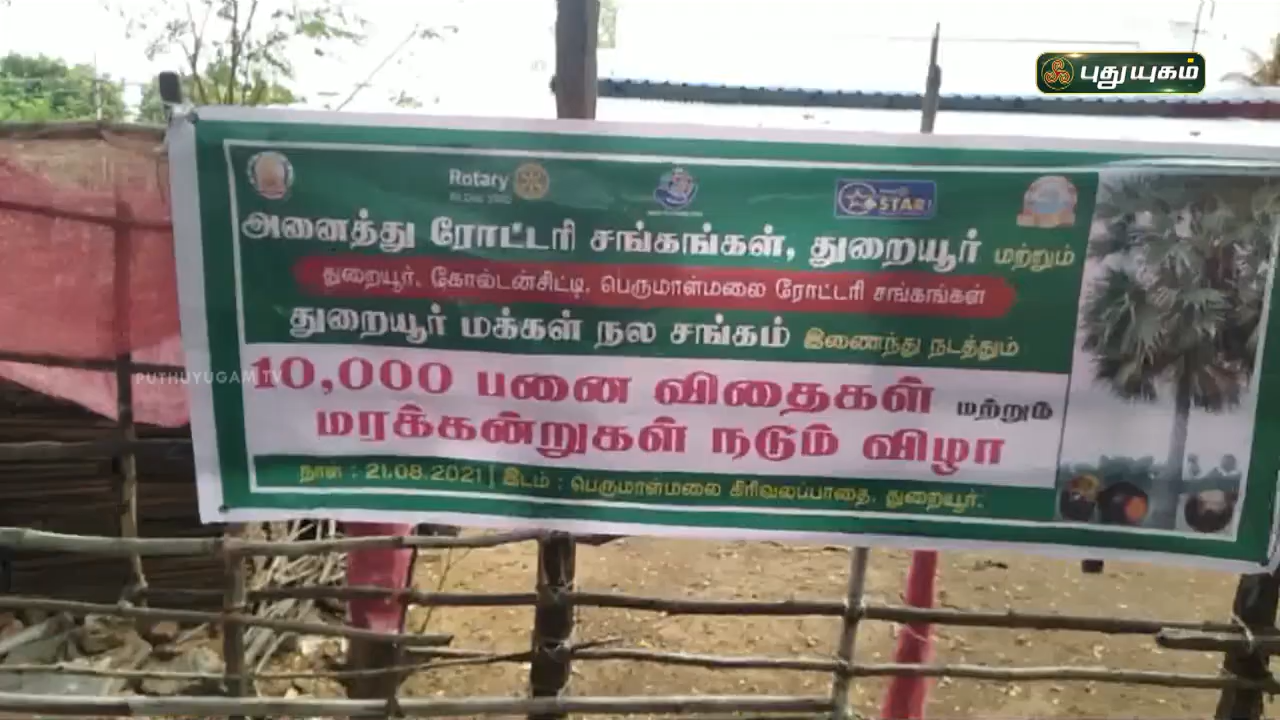 புதுயுகம்
Rotary
STAR
அனைத்து ரோட்டரி சங்கங்கள், துறையூர் மற்றும்
துறையூர், கோல்டன்சிட்டி, பெருமாள்மலை ரோட்டரி சங்கங்கள்
துறையூர் மக்கள் நல சங்கம் இணைந்து நடத்தும்
PUTHUYUGAM TV
10,000 பனை விதைகள் மற்றும்
மரக்கன்றுகள் நடும் விழா
நாள் : 21.08.2021 | இடம் : பெருமாள்மலை கிரிவலப்பாதை, துறையூர்.